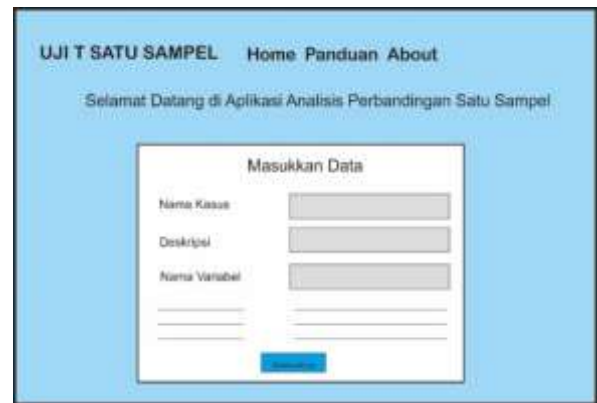 UJI T SATU SAMPEL Home Panduan About
Selamat Datang di Aplikasi Analisis Perbandingan Satu Sampel
Masukkan Data
Nama Kasus
Deskripsi
Nama Variabel